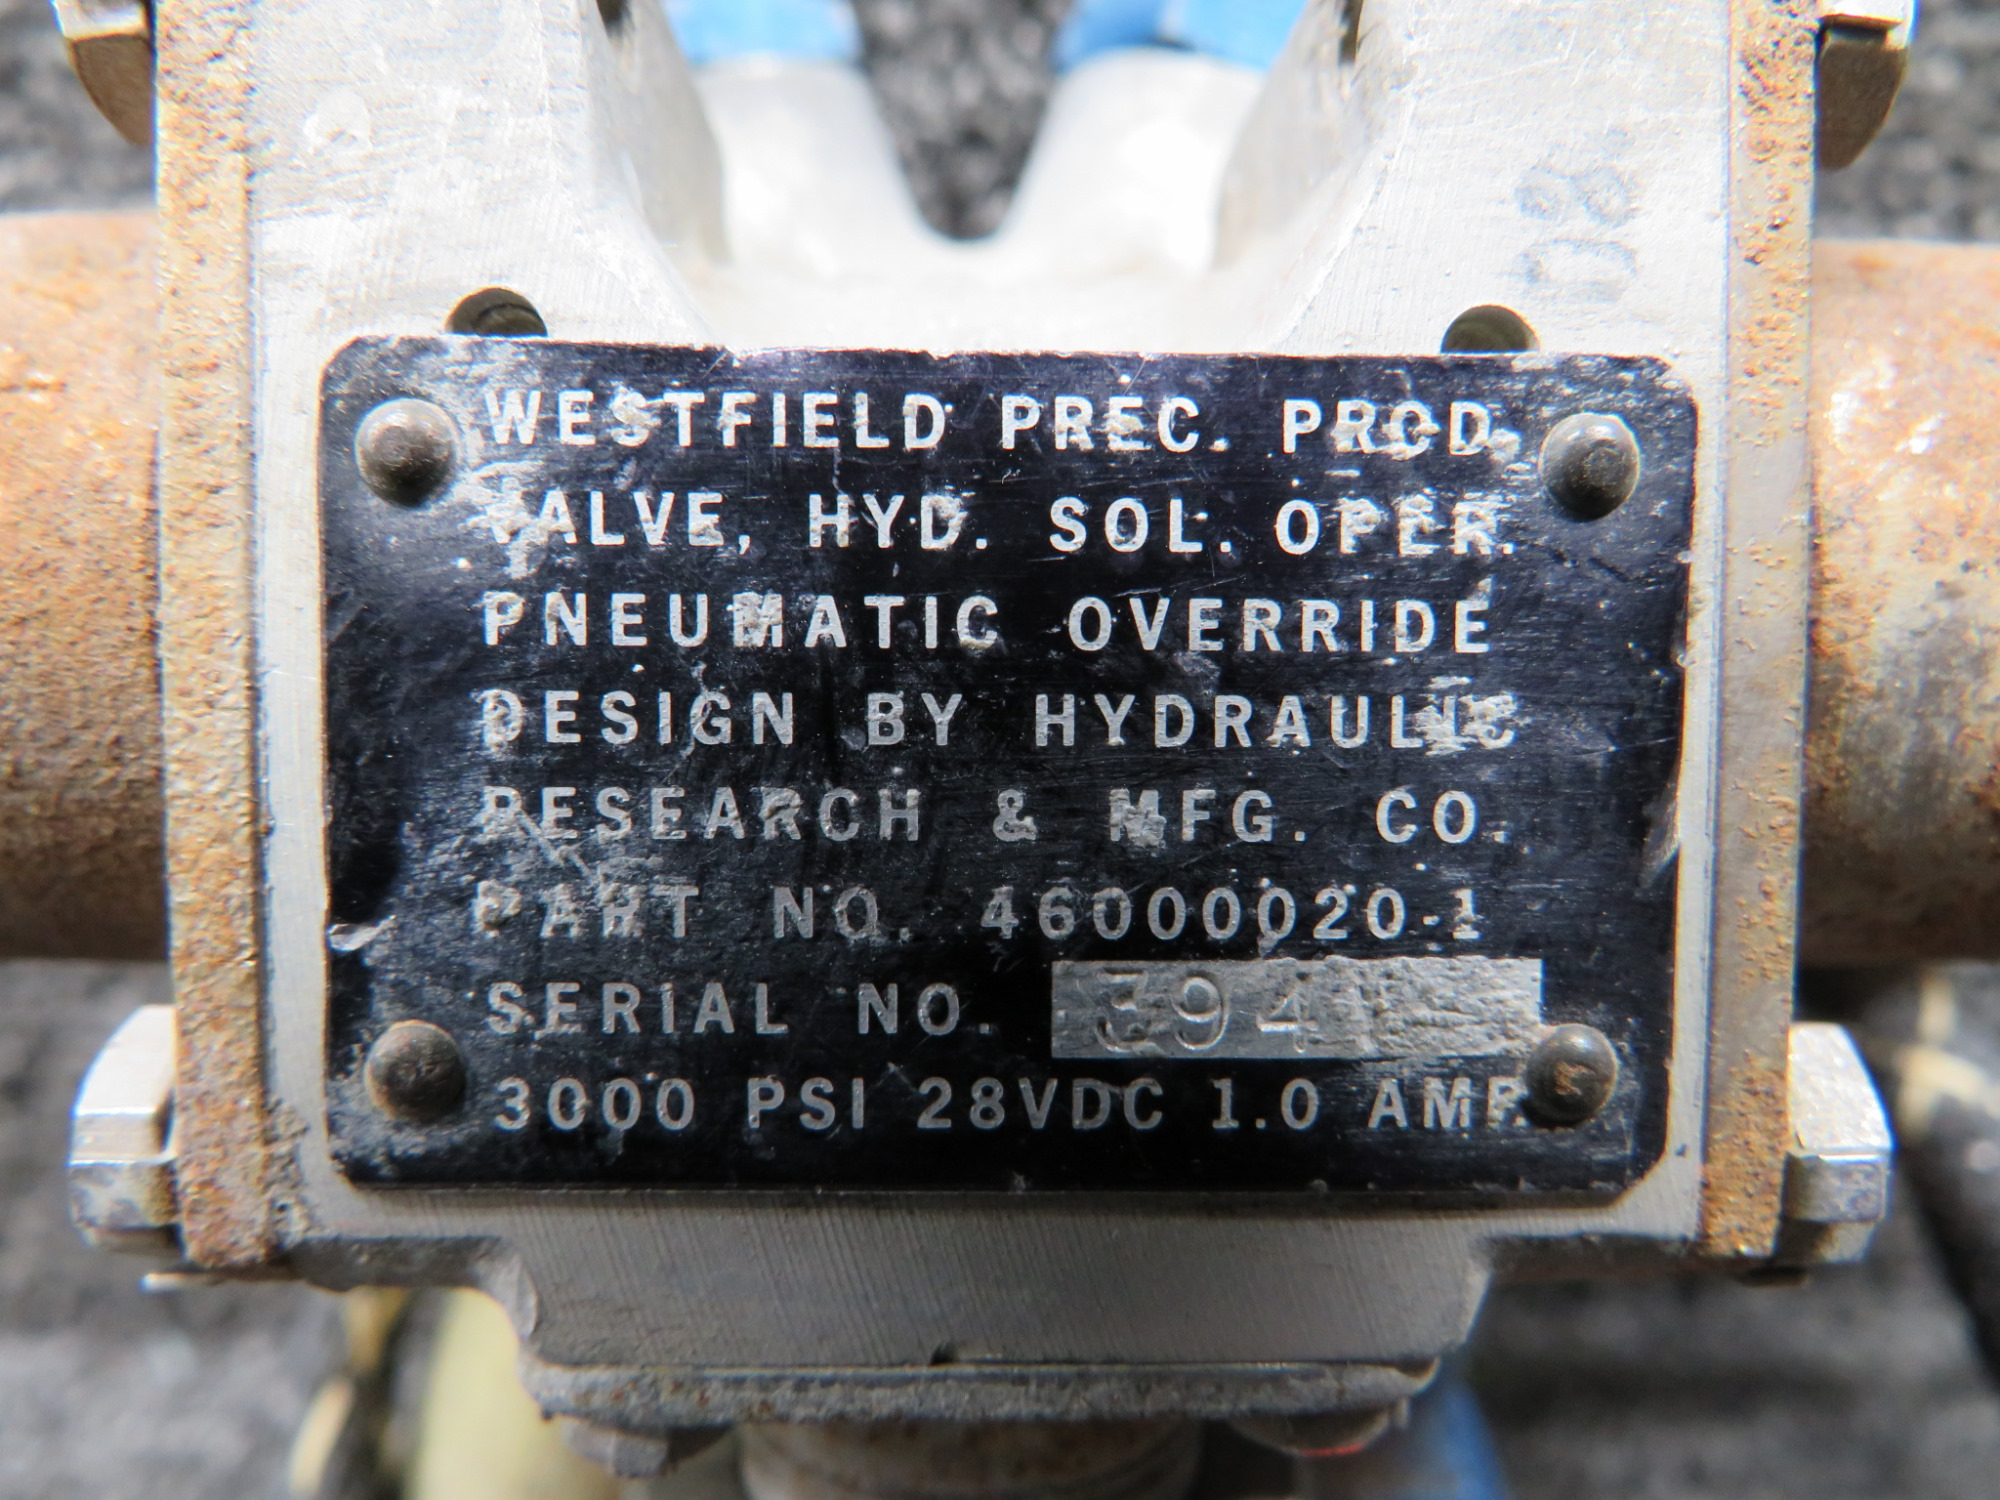 WESTFIELD PREC. PROD.
VALVE, HYD. SOL. OPER.
PNEUMATIC OVERRIDE
DESIGN BY HYDRAULIC
RESEARCH & MFG. CO.
PART NO. 46000020-1
SERIAL NO.
3000 PSI 28VDC 1.0 AMP.